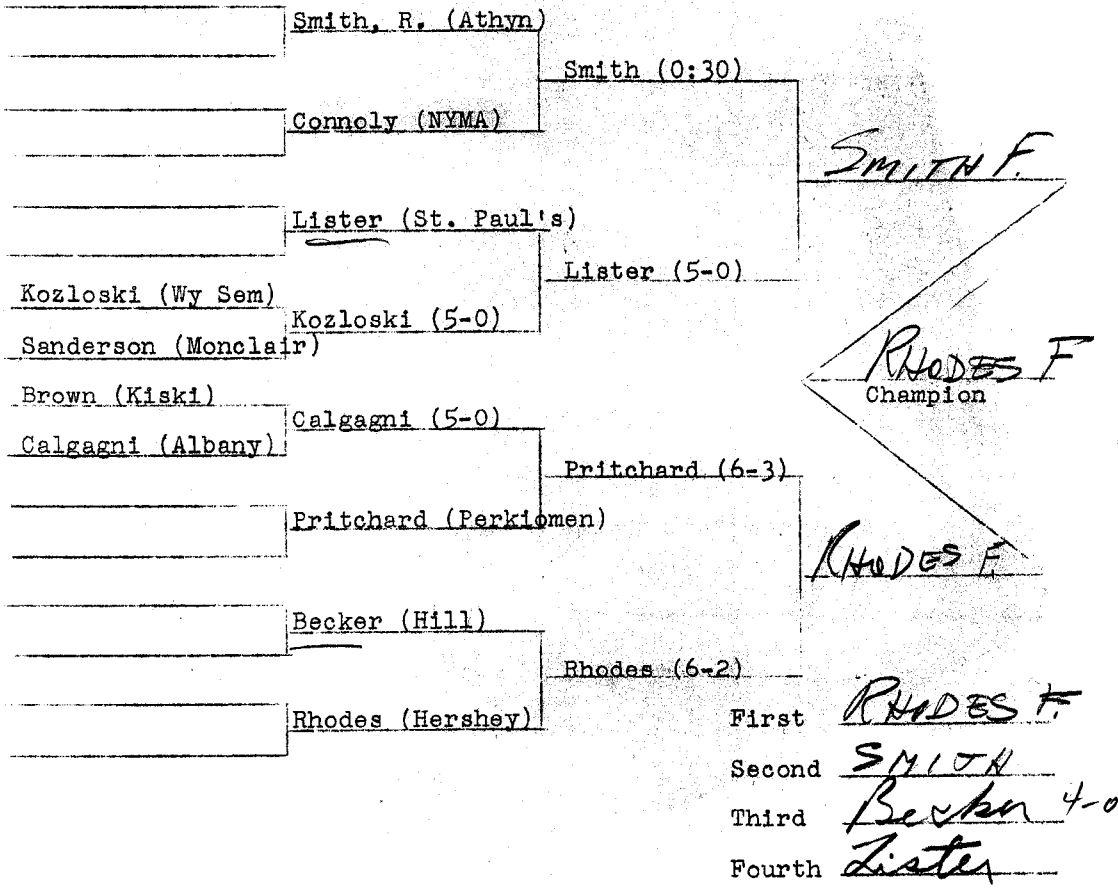 Smith, R. (Athyn)
Smith (0:30)
Connoly (NYMA)
SMITH F.
Lister (St. Paul's)
Lister (5-0)
Kozloski (Wy Sem)
Kozloski (5-0)
Sanderson (Monclair)
RHODES F
Champion
Brown (Kiski)
Calgagni (5-0)
Calgagni (Albany)
Pritchard (6-3)
Pritchard (Perkiomen)
RHODES F.
Becker (Hill)
Rhodes (6-2)
Rhodes (Hershey)
First RHODES F.
Second SMITH
Third Becker 4-0
Fourth Lister